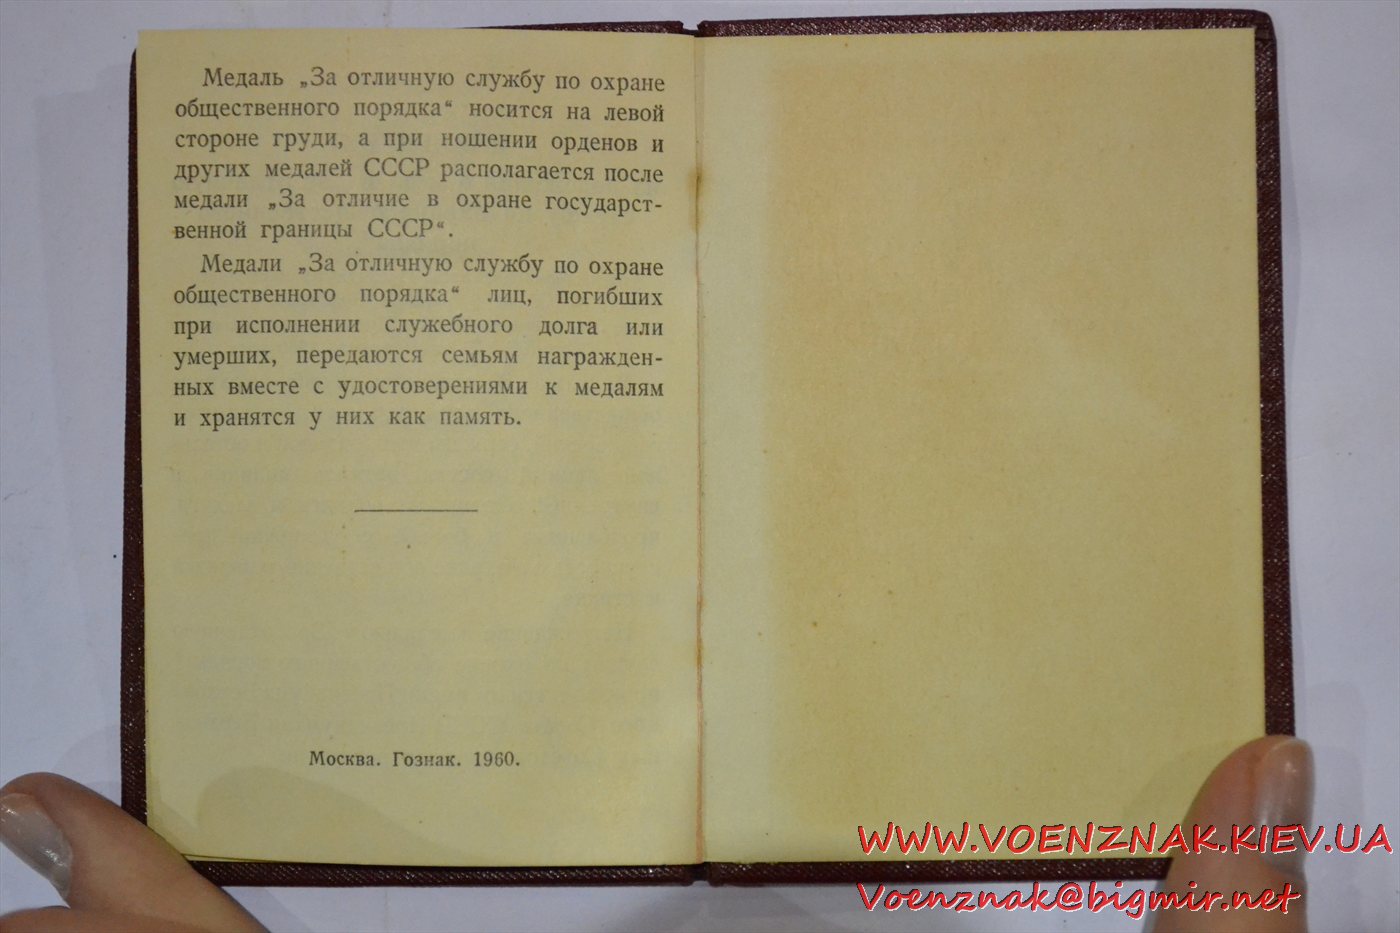 Медаль „За отличную службу по охране
общественного порядка“ носится на левой
стороне груди, а при ношении орденов и
других медалей СССР располагается после
медали „За отличие в охране государст-
венной границы СССР“.
Медали „За отличную службу по охране
общественного порядка“ лиц, погибших
при исполнении служебного долга или
умерших, передаются семьям награжден-
ных вместе с удостоверениями к медалям
и хранятся у них как память.
Москва. Гознак. 1960.
WWW.VOENZNAK.KIEV.UA
Voenznak@bigmir.net